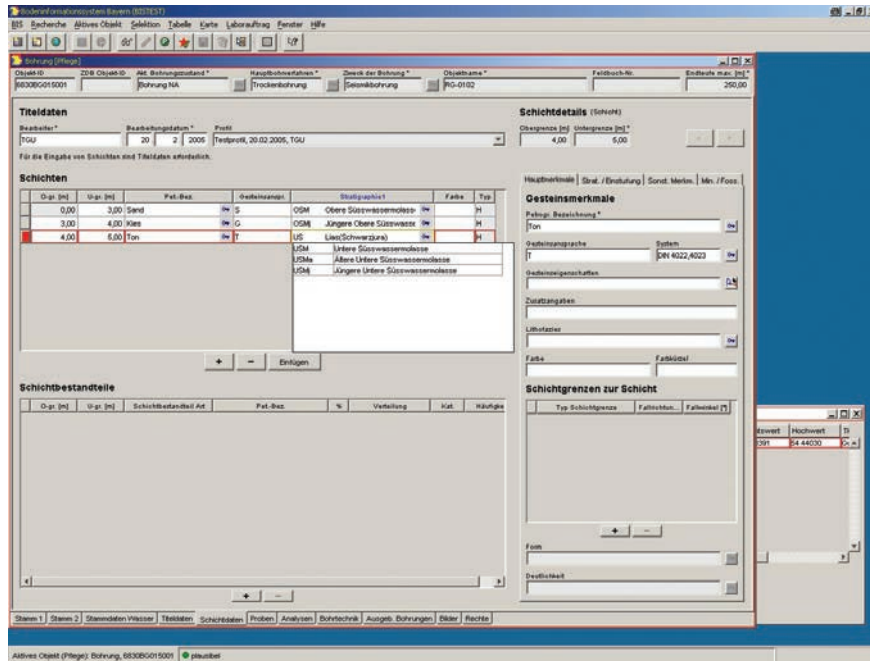 Bodeninformationssystem Bayern (BISTEST)
BIS Recherche Aktives Objekt Selektion Tabelle Karte Laborauftrag Fenster Hilfe
Bohrung [Pflege]
Objekt-ID ZDB Objekt-ID Akt. Bohrungszustand * Hauptbohrverfahren * Zweck der Bohrung * Objektname * Feldbuch-Nr. Endteufe max. [m] *
6830BG015001 Bohrung NA Trockenbohrung Seismikbohrung RG-0102 250,00
Titeldaten
Bearbeiter * Bearbeitungsdatum * Profil
TGU 20 2 2005 Testprofil, 20.02.2005, TGU
Für die Eingabe von Schichten sind Titeldaten erforderlich.
Schichtdetails (Schicht)
Obergrenze [m] Untergrenze [m] *
4,00 5,00
Schichten
O-gr. [m] U-gr. [m] Pet.-Bez. Gesteinsanspr. Stratigraphie1 Farbe Typ
0,00 3,00 Sand S OSM Obere Süsswassermolass H
3,00 4,00 Kies G OSMj Jüngere Obere Süsswasser H
4,00 5,00 Ton T US Lias(Schwarzjura) H
USM Untere Süsswassermolasse
USMa Ältere Untere Süsswassermolasse
USMj Jüngere Untere Süsswassermolasse
+ - Einfügen
Hauptmerkmale Strat. / Einstufung Sonst. Merkm. Min. / Foss.
Gesteinsmerkmale
Petrogr. Bezeichnung *
Ton
Gesteinsansprache System
T DIN 4022,4023
Gesteinseigenschaften
Zusatzangaben
Lithofazies
Farbe Farbkürzel
Schichtbestandteile
O-gr. [m] U-gr. [m] Schichtbestandteil Art Pet.-Bez. % Verteilung Kat. Häufigke
+ -
Schichtgrenzen zur Schicht
Typ Schichtgrenze Fallrichtun... Fallwinkel [°]
+ -
Form
Deutlichkeit
Hochwert
54 44030
Stamm 1 Stamm 2 Stammdaten Wasser Titeldaten Schichtdaten Proben Analysen Bohrtechnik Ausgeb. Bohrungen Bilder Rechte
Aktives Objekt (Pflege): Bohrung, 6830BG015001 plausibel